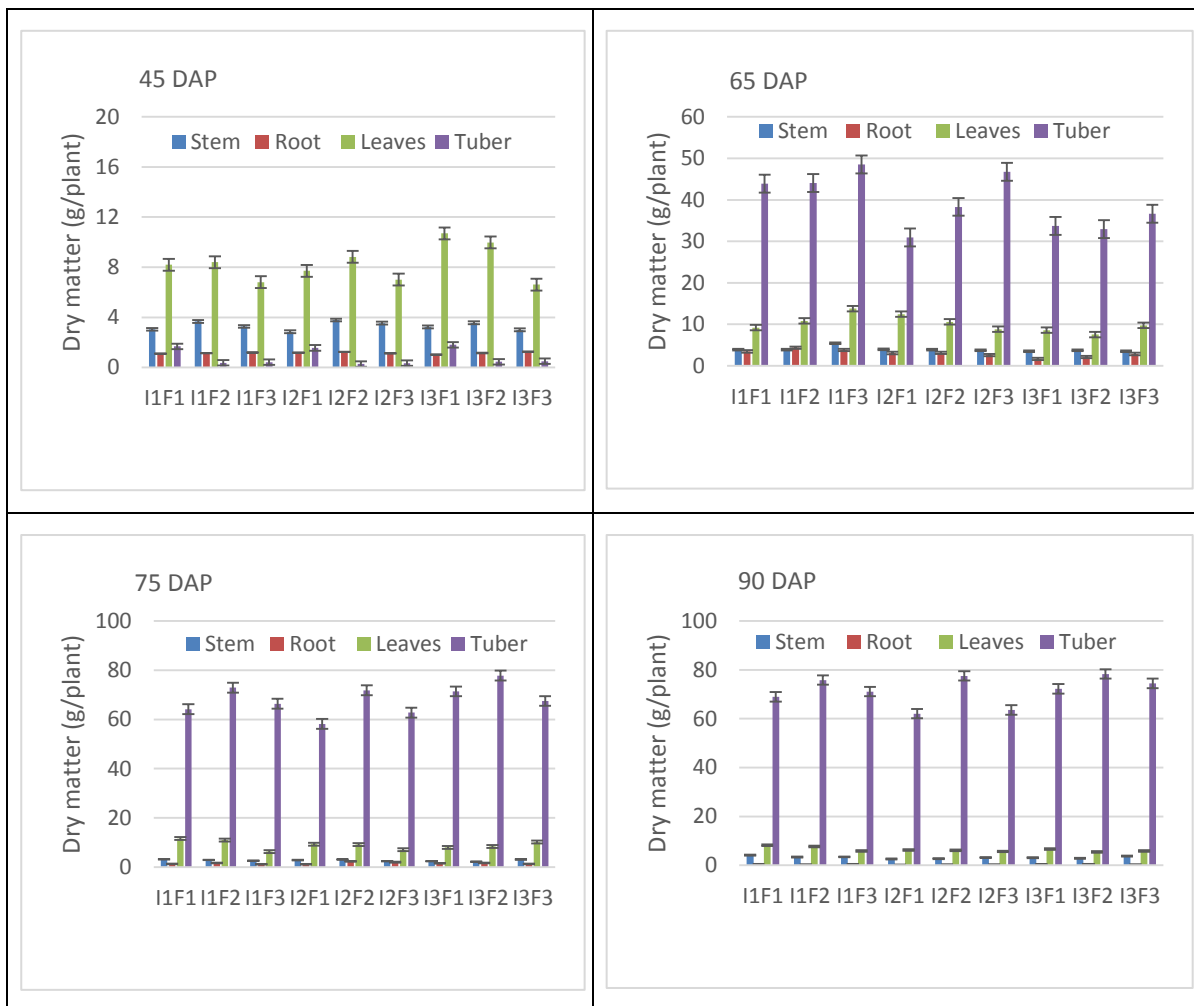 45 DAP
Dry matter (g/plant)
20
16
12
8
4
0
Stem Root Leaves Tuber
I1F1 I1F2 I1F3 I2F1 I2F2 I2F3 I3F1 I3F2 I3F3
65 DAP
Dry matter (g/plant)
60
50
40
30
20
10
0
Stem Root Leaves Tuber
I1F1 I1F2 I1F3 I2F1 I2F2 I2F3 I3F1 I3F2 I3F3
75 DAP
Dry matter (g/plant)
100
80
60
40
20
0
Stem Root Leaves Tuber
I1F1 I1F2 I1F3 I2F1 I2F2 I2F3 I3F1 I3F2 I3F3
90 DAP
Dry matter (g/plant)
100
80
60
40
20
0
Stem Root Leaves Tuber
I1F1 I1F2 I1F3 I2F1 I2F2 I2F3 I3F1 I3F2 I3F3